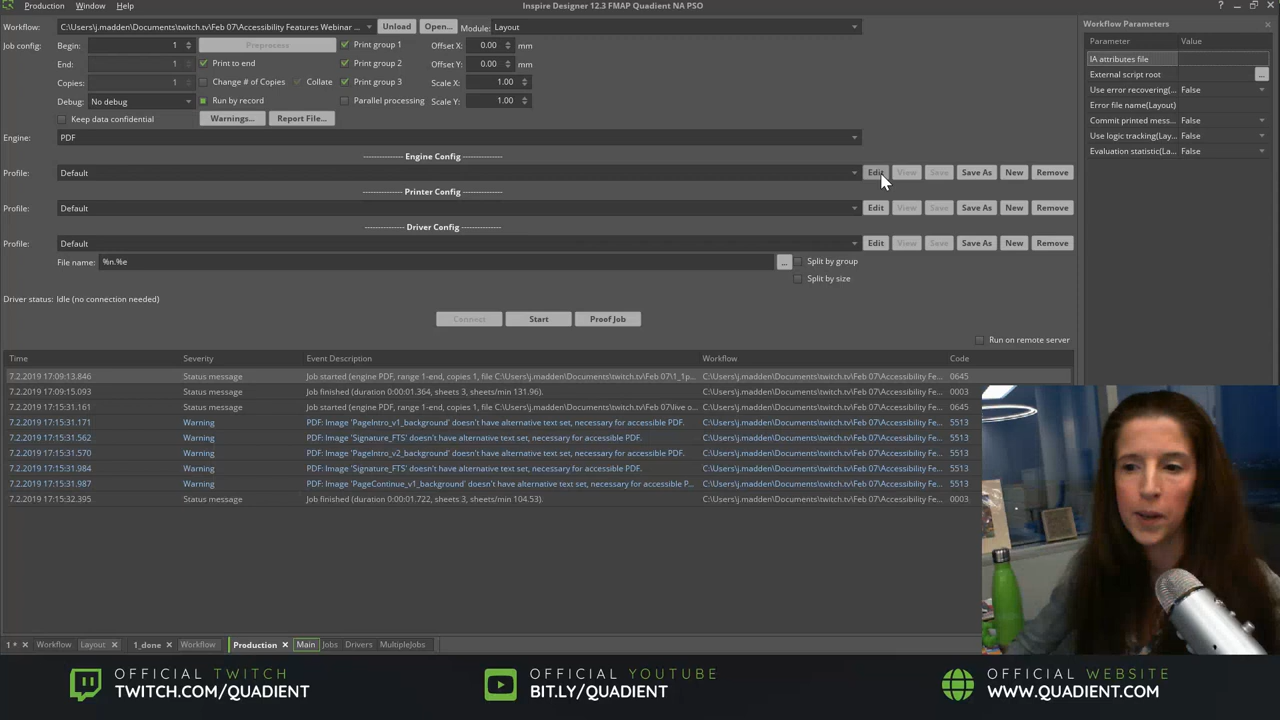 Production Window Help
Inspire Designer 12.3 FMAP Quadient NA PSO
Workflow: C:\Users\j.madden\Documents\twitch.tv\Feb 07\Accessibility Features Webinar ... Unload Open... Module: Layout
Job config: Begin: 1 Preprocess Print group 1 Offset X: 0.00 mm
End: 1 Print to end Print group 2 Offset Y: 0.00 mm
Copies: 1 Change # of Copies Collate Print group 3 Scale X: 1.00
Debug: No debug Run by record Parallel processing Scale Y: 1.00
Keep data confidential Warnings... Report File...
Engine: PDF
--------------- Engine Config ---------------
Profile: Default Edit View Save Save As New Remove
--------------- Printer Config ---------------
Profile: Default Edit View Save Save As New Remove
--------------- Driver Config ---------------
Profile: Default Edit View Save Save As New Remove
File name: %n.%e ... Split by group
Split by size
Driver status: Idle (no connection needed)
Connect Start Proof Job
Run on remote server
Time Severity Event Description Workflow Code
7.2.2019 17:09:13.846 Status message Job started (engine PDF, range 1-end, copies 1, file C:\Users\j.madden\Documents\twitch.tv\Feb 07\1_1p... C:\Users\j.madden\Documents\twitch.tv\Feb 07\Accessibility Fe... 0645
7.2.2019 17:09:15.093 Status message Job finished (duration 0:00:01.364, sheets 3, sheets/min 131.96). C:\Users\j.madden\Documents\twitch.tv\Feb 07\Accessibility Fe... 0003
7.2.2019 17:15:31.161 Status message Job started (engine PDF, range 1-end, copies 1, file C:\Users\j.madden\Documents\twitch.tv\Feb 07\live o... C:\Users\j.madden\Documents\twitch.tv\Feb 07\Accessibility Fe... 0645
7.2.2019 17:15:31.171 Warning PDF: Image 'PageIntro_v1_background' doesn't have alternative text set, necessary for accessible PDF. C:\Users\j.madden\Documents\twitch.tv\Feb 07\Accessibility Fe... 5513
7.2.2019 17:15:31.562 Warning PDF: Image 'Signature_FTS' doesn't have alternative text set, necessary for accessible PDF. C:\Users\j.madden\Documents\twitch.tv\Feb 07\Accessibility Fe... 5513
7.2.2019 17:15:31.570 Warning PDF: Image 'PageIntro_v2_background' doesn't have alternative text set, necessary for accessible PDF. C:\Users\j.madden\Documents\twitch.tv\Feb 07\Accessibility Fe... 5513
7.2.2019 17:15:31.984 Warning PDF: Image 'Signature_FTS' doesn't have alternative text set, necessary for accessible PDF. C:\Users\j.madden\Documents\twitch.tv\Feb 07\Accessibility Fe... 5513
7.2.2019 17:15:31.987 Warning PDF: Image 'PageContinue_v1_background' doesn't have alternative text set, necessary for accessible P... C:\Users\j.madden\Documents\twitch.tv\Feb 07\Accessibility Fe... 5513
7.2.2019 17:15:32.395 Status message Job finished (duration 0:00:01.722, sheets 3, sheets/min 104.53). C:\Users\j.madden\Documents\twitch.tv\Feb 07\Accessibility Fe... 0003
Workflow Parameters
Parameter Value
IA attributes file
External script root ...
Use error recovering(... False
Error file name(Layout)
Commit printed mess... False
Use logic tracking(Lay... False
Evaluation statistic(La... False
1 * Workflow Layout 1_done Workflow Production Main Jobs Drivers MultipleJobs
OFFICIAL TWITCH
TWITCH.COM/QUADIENT
OFFICIAL YOUTUBE
BIT.LY/QUADIENT
OFFICIAL WEBSITE
WWW.QUADIENT.COM